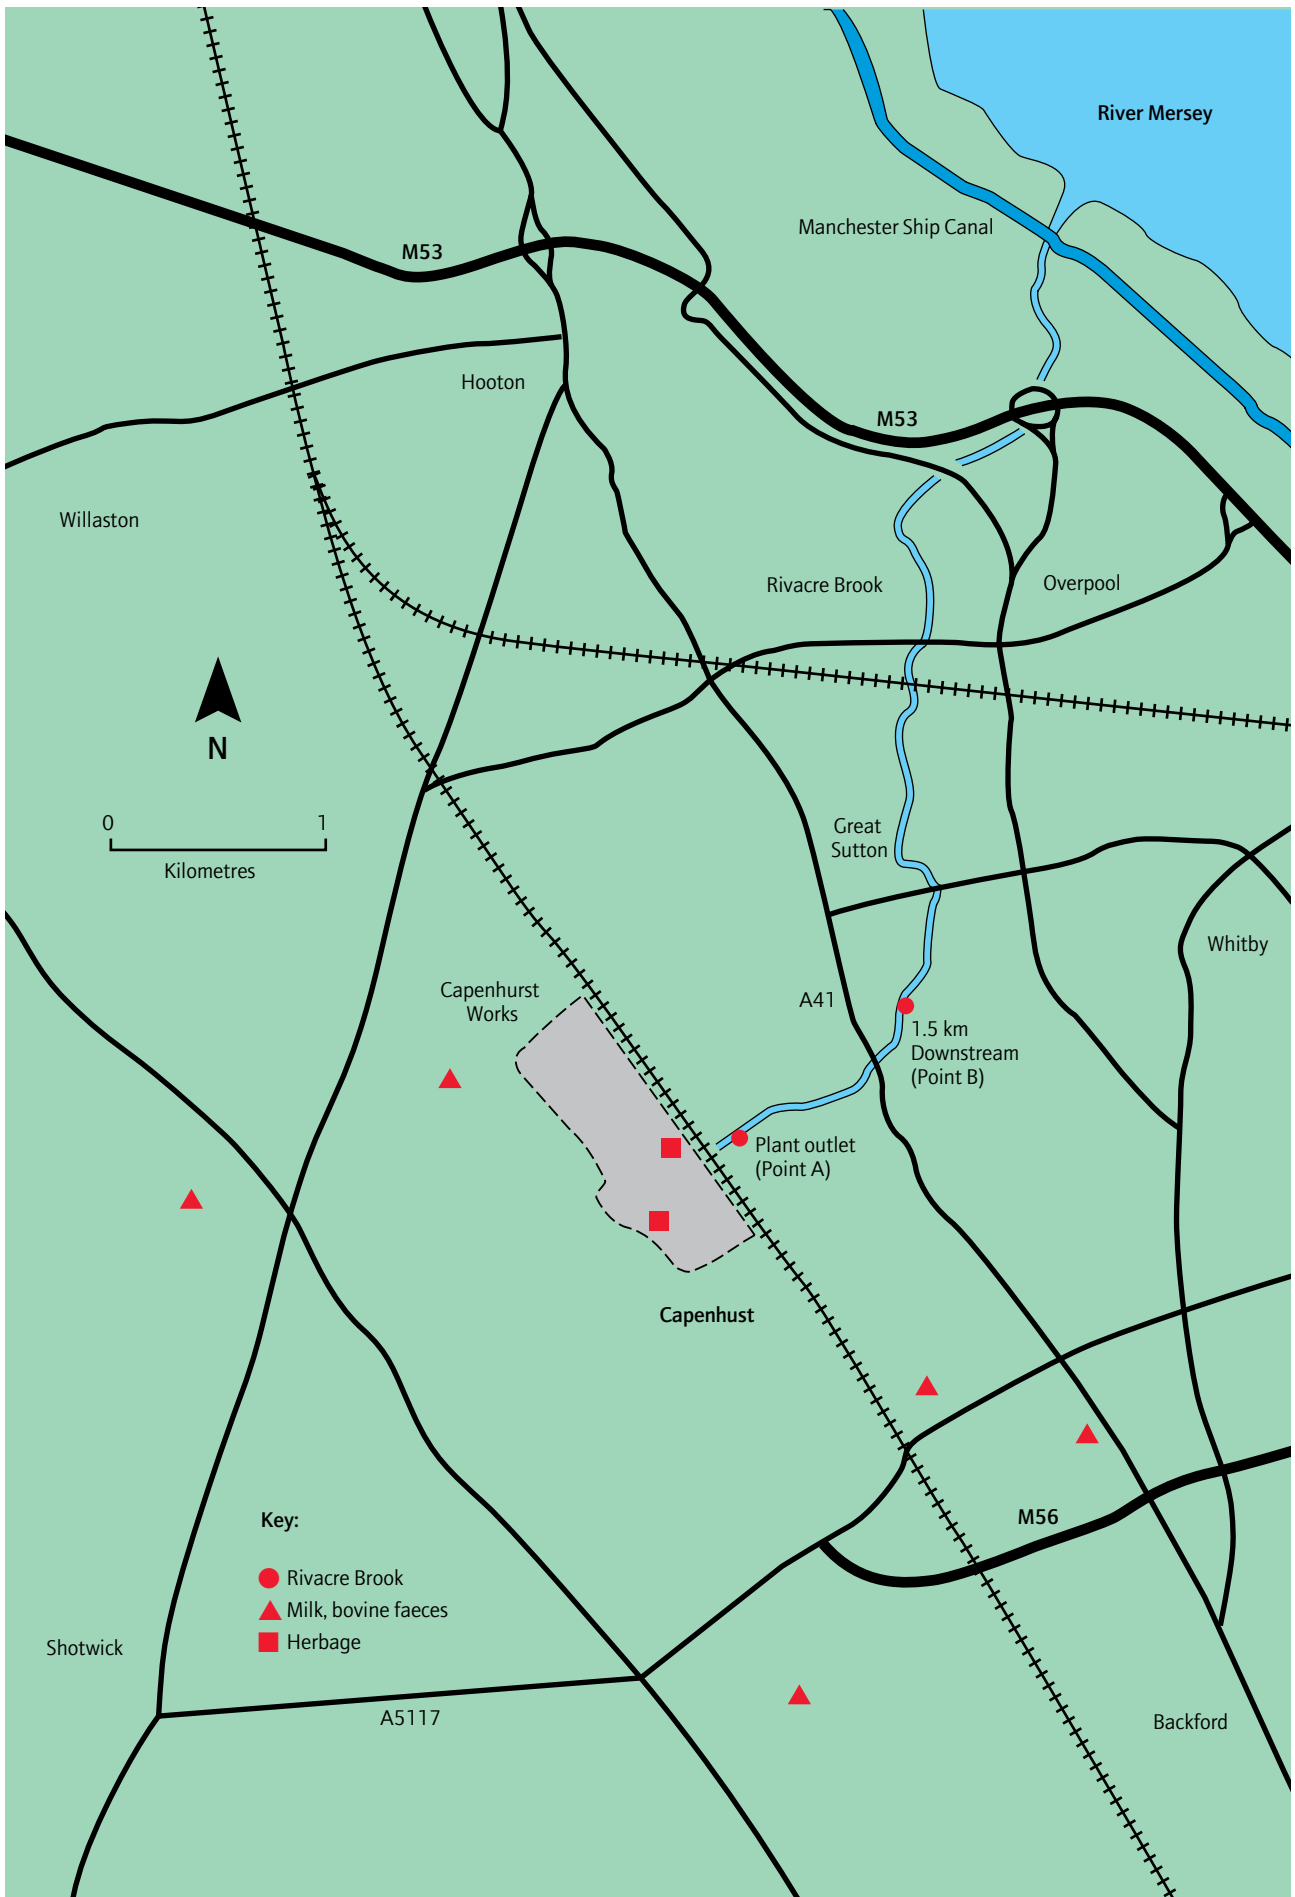 River Mersey
Manchester Ship Canal
M53
Hooton
M53
Willaston
Rivacre Brook
Overpool
N
0 1
Kilometres
Great
Sutton
Whitby
Capenhurst
Works
A41
1.5 km
Downstream
(Point B)
Plant outlet
(Point A)
Capenhust
M56
Key:
Rivacre Brook
Milk, bovine faeces
Herbage
Shotwick
A5117
Backford